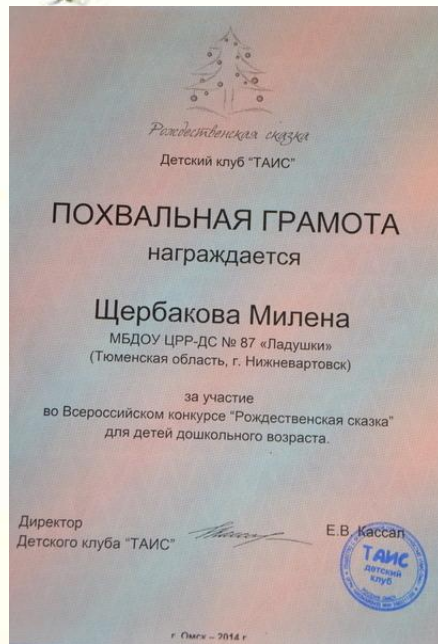 Рождественская сказка
Детский клуб "ТАИС"
ПОХВАЛЬНАЯ ГРАМОТА
награждается
Щербакова Милена
МБДОУ ЦРР-ДС № 87 «Ладушки»
(Тюменская область, г. Нижневартовск)
за участие
во Всероссийском конкурсе "Рождественская сказка"
для детей дошкольного возраста.
Директор
Детского клуба "ТАИС"
Е.В. Кассал
ТАИС
детский
клуб
г. Омск – 2014 г.